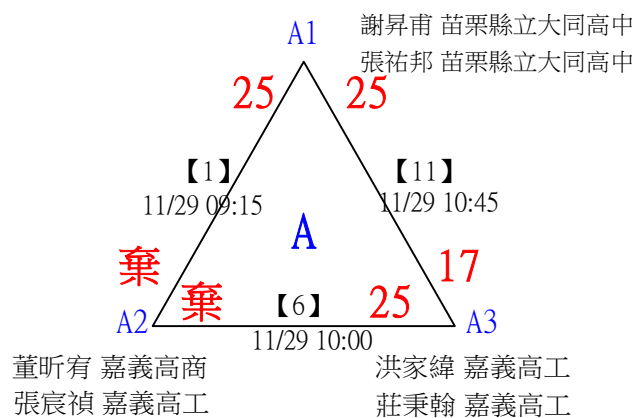 A1
謝昇甫 苗栗縣立大同高中
張祐邦 苗栗縣立大同高中
25
25
【1】
11/29 09:15
【11】
11/29 10:45
A
棄
17
棄
【6】
25
A2
A3
11/29 10:00
董昕宥 嘉義高商
張宸禎 嘉義高工
洪家緯 嘉義高工
莊秉翰 嘉義高工